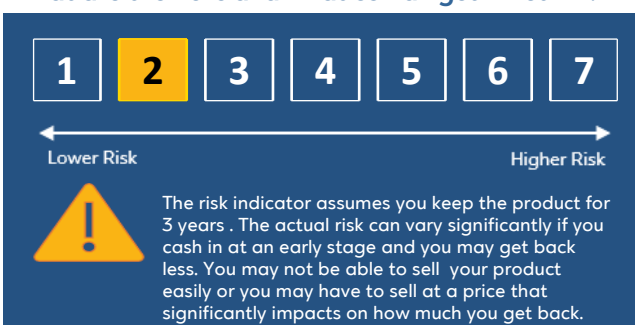 1 2 3 4 5 6 7
Lower Risk Higher Risk
The risk indicator assumes you keep the product for
3 years . The actual risk can vary significantly if you
cash in at an early stage and you may get back
less. You may not be able to sell your product
easily or you may have to sell at a price that
significantly impacts on how much you get back.